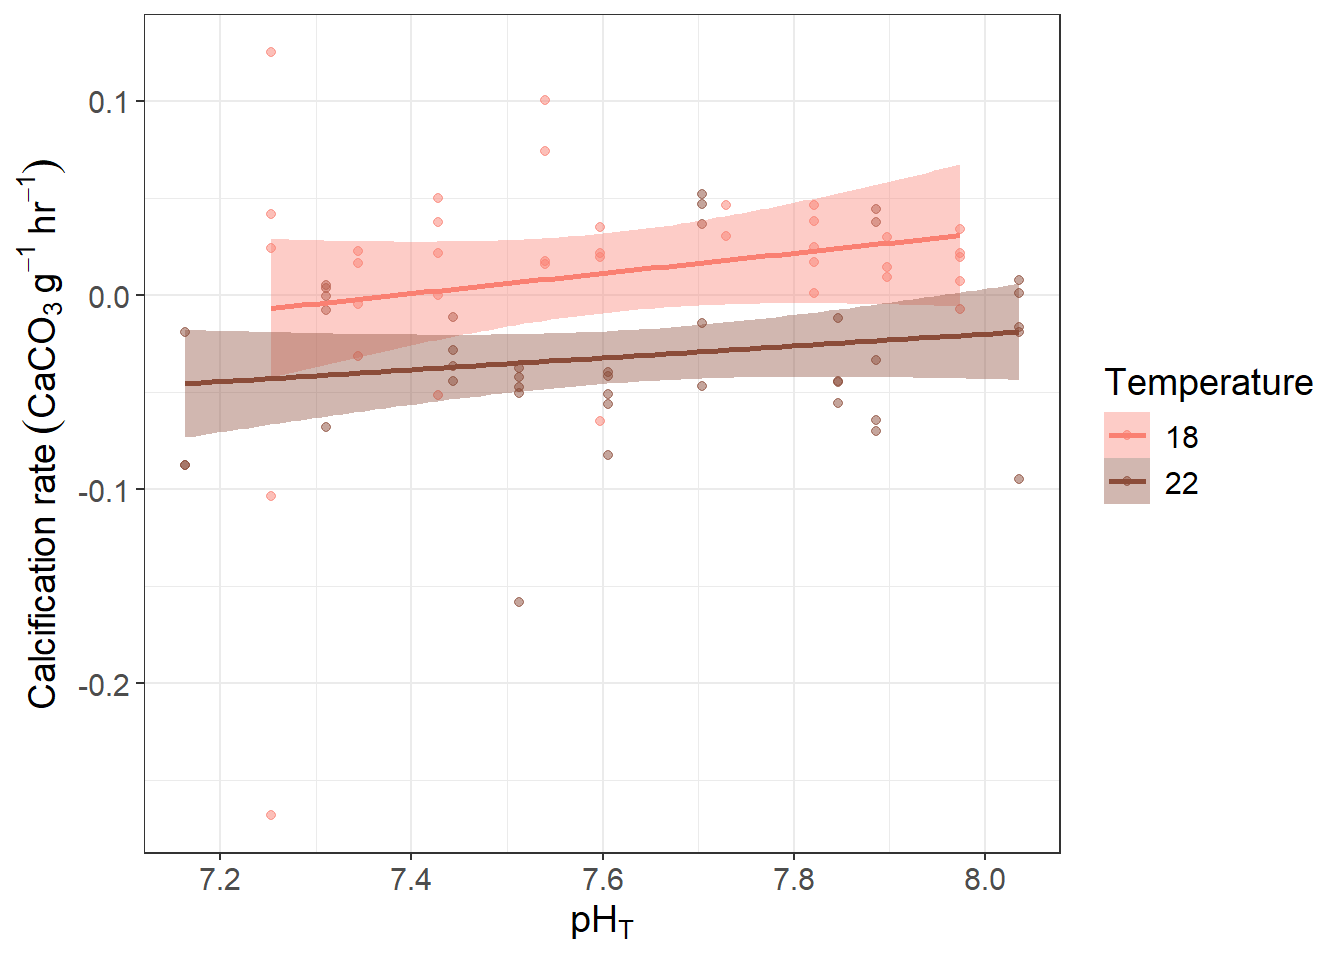 Calcification rate (CaCO₃ g⁻¹ hr⁻¹)
0.1
0.0
-0.1
-0.2
7.2 7.4 7.6 7.8 8.0
pH_T
Temperature
18
22